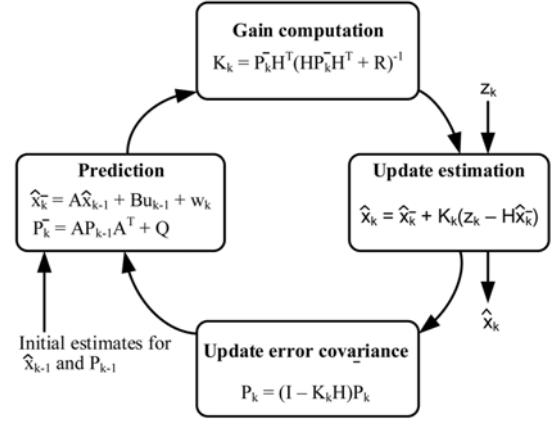 Gain computation
Kₖ = P̄ₖHᵀ(HP̄ₖHᵀ + R)⁻¹
zₖ
Prediction
x̂ₖ¯ = Ax̂ₖ₋₁ + Buₖ₋₁ + wₖ
P̄ₖ = APₖ₋₁Aᵀ + Q
Update estimation
x̂ₖ = x̂ₖ¯ + Kₖ(zₖ – Hx̂ₖ¯)
Initial estimates for
x̂ₖ₋₁ and Pₖ₋₁
x̂ₖ
Update error covariance
Pₖ = (I – KₖH)P̄ₖ